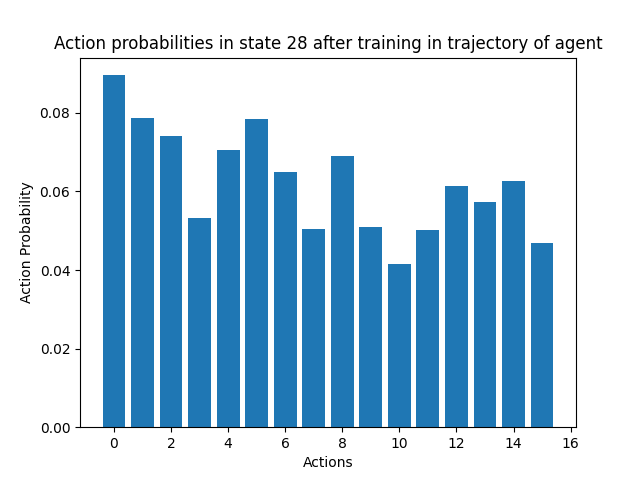 Action probabilities in state 28 after training in trajectory of agent
0.08
0.06
0.04
0.02
0.00
Action Probability
0 2 4 6 8 10 12 14 16
Actions